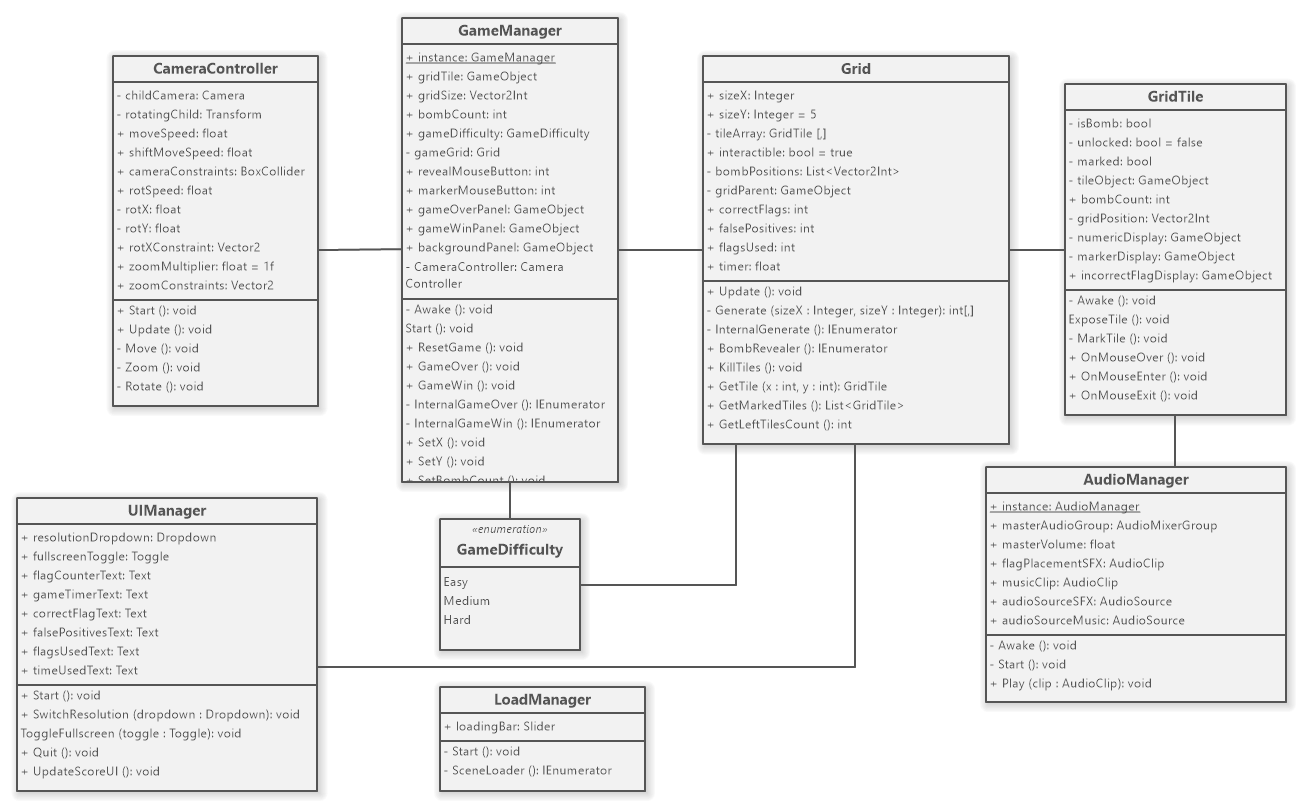 CameraController
- childCamera: Camera
- rotatingChild: Transform
+ moveSpeed: float
+ shiftMoveSpeed: float
+ cameraConstraints: BoxCollider
+ rotSpeed: float
- rotX: float
- rotY: float
+ rotXConstraint: Vector2
+ zoomMultiplier: float = 1f
+ zoomConstraints: Vector2
+ Start (): void
+ Update (): void
- Move (): void
- Zoom (): void
- Rotate (): void
GameManager
+ instance: GameManager
+ gridTile: GameObject
+ gridSize: Vector2Int
+ bombCount: int
+ gameDifficulty: GameDifficulty
- gameGrid: Grid
+ revealMouseButton: int
+ markerMouseButton: int
+ gameOverPanel: GameObject
+ gameWinPanel: GameObject
+ backgroundPanel: GameObject
- CameraController: Camera
Controller
- Awake (): void
Start (): void
+ ResetGame (): void
+ GameOver (): void
+ GameWin (): void
- InternalGameOver (): IEnumerator
- InternalGameWin (): IEnumerator
+ SetX (): void
+ SetY (): void
+ SetBombCount (): void
Grid
+ sizeX: Integer
+ sizeY: Integer = 5
- tileArray: GridTile [,]
+ interactible: bool = true
- bombPositions: List<Vector2Int>
- gridParent: GameObject
+ correctFlags: int
+ falsePositives: int
+ flagsUsed: int
+ timer: float
+ Update (): void
- Generate (sizeX : Integer, sizeY : Integer): int[,]
- InternalGenerate (): IEnumerator
+ BombRevealer (): IEnumerator
+ KillTiles (): void
+ GetTile (x : int, y : int): GridTile
+ GetMarkedTiles (): List<GridTile>
+ GetLeftTilesCount (): int
GridTile
- isBomb: bool
- unlocked: bool = false
- marked: bool
- tileObject: GameObject
+ bombCount: int
- gridPosition: Vector2Int
- numericDisplay: GameObject
- markerDisplay: GameObject
+ incorrectFlagDisplay: GameObject
- Awake (): void
ExposeTile (): void
- MarkTile (): void
+ OnMouseOver (): void
+ OnMouseEnter (): void
+ OnMouseExit (): void
UIManager
+ resolutionDropdown: Dropdown
+ fullscreenToggle: Toggle
+ flagCounterText: Text
+ gameTimerText: Text
+ correctFlagText: Text
+ falsePositivesText: Text
+ flagsUsedText: Text
+ timeUsedText: Text
+ Start (): void
+ SwitchResolution (dropdown : Dropdown): void
ToggleFullscreen (toggle : Toggle): void
+ Quit (): void
+ UpdateScoreUI (): void
«enumeration»
GameDifficulty
Easy
Medium
Hard
LoadManager
+ loadingBar: Slider
- Start (): void
- SceneLoader (): IEnumerator
AudioManager
+ instance: AudioManager
+ masterAudioGroup: AudioMixerGroup
+ masterVolume: float
+ flagPlacementSFX: AudioClip
+ musicClip: AudioClip
+ audioSourceSFX: AudioSource
+ audioSourceMusic: AudioSource
- Awake (): void
- Start (): void
+ Play (clip : AudioClip): void